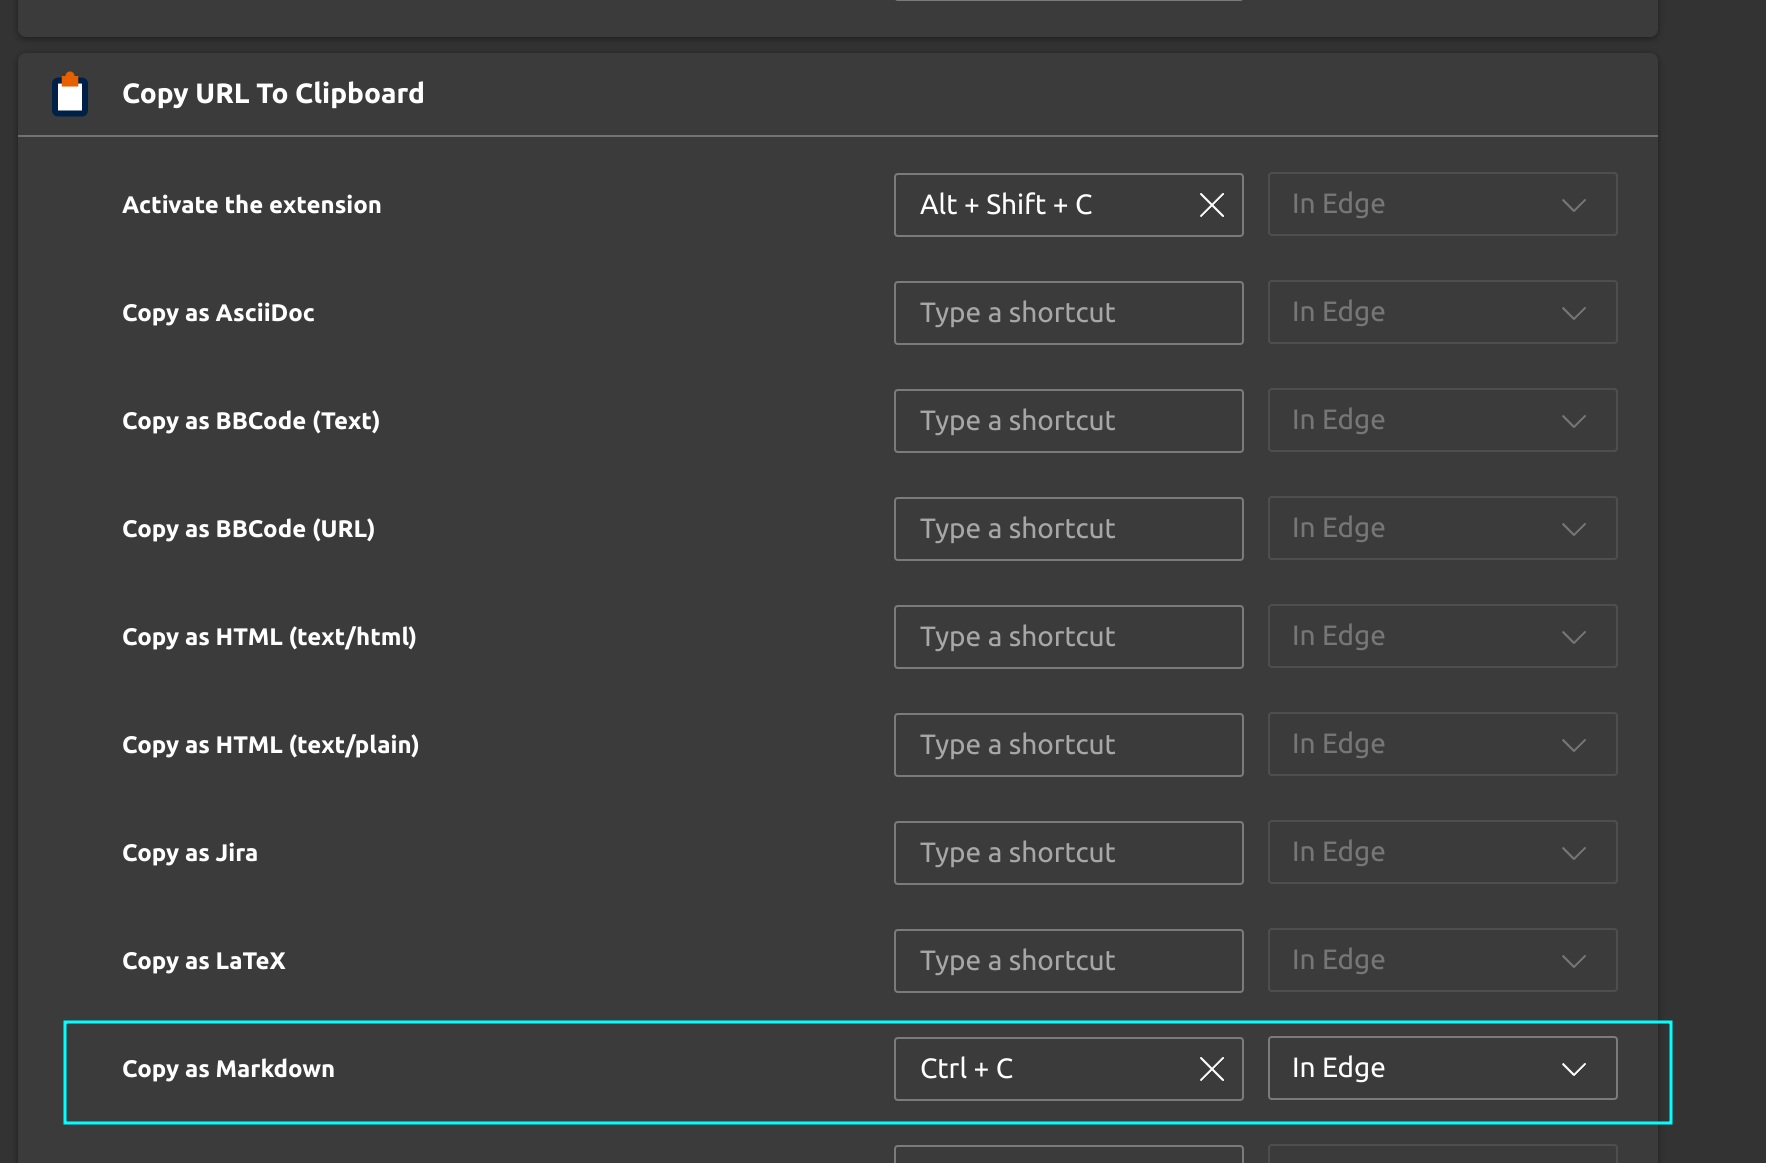 Copy URL To Clipboard
Activate the extension Alt + Shift + C In Edge
Copy as AsciiDoc Type a shortcut In Edge
Copy as BBCode (Text) Type a shortcut In Edge
Copy as BBCode (URL) Type a shortcut In Edge
Copy as HTML (text/html) Type a shortcut In Edge
Copy as HTML (text/plain) Type a shortcut In Edge
Copy as Jira Type a shortcut In Edge
Copy as LaTeX Type a shortcut In Edge
Copy as Markdown Ctrl + C In Edge